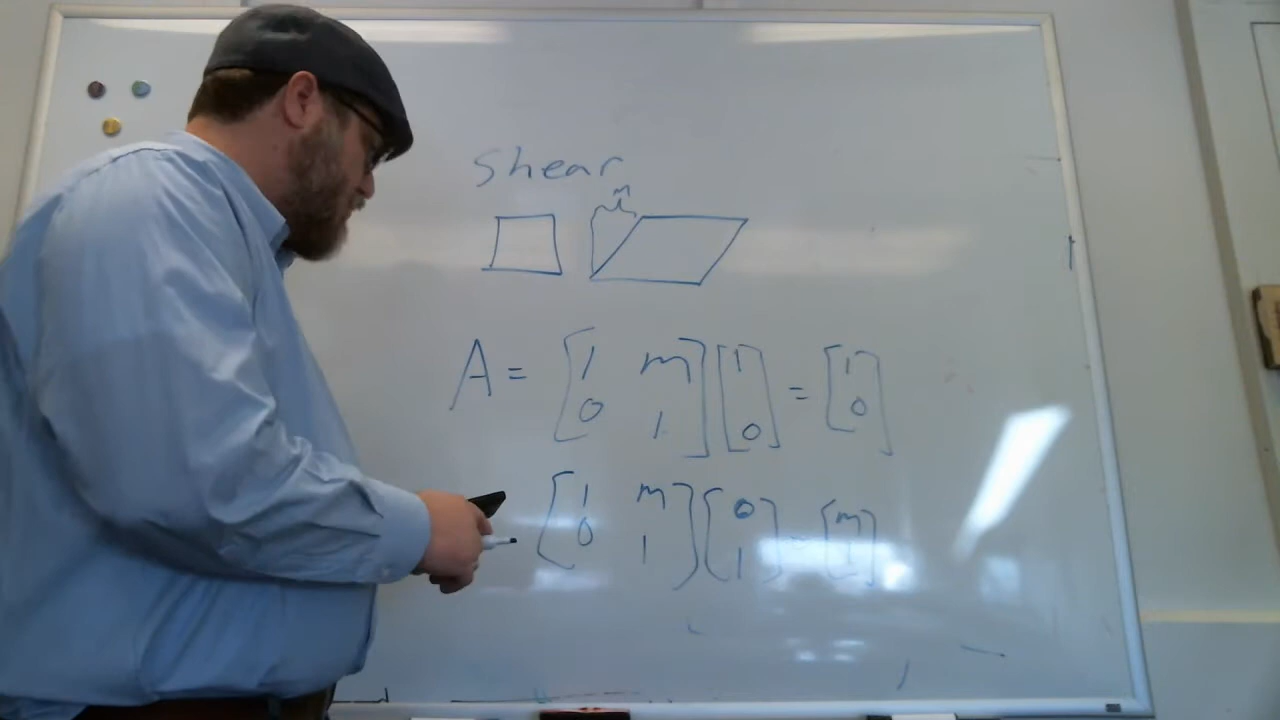 Shear
m
A = [1 m; 0 1] [1; 0] = [1; 0]
[1 m; 0 1] [0; 1] = [m; 1]